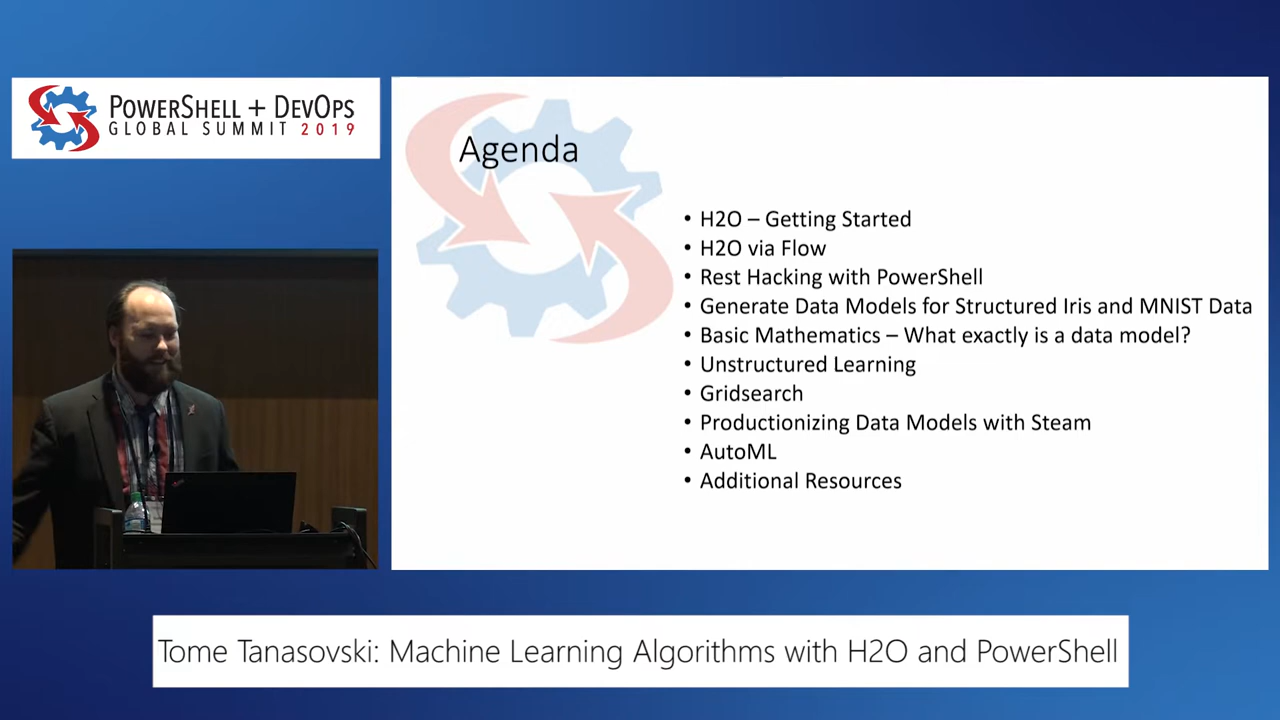 POWERSHELL + DEVOPS
GLOBAL SUMMIT 2019
Agenda
• H2O – Getting Started
• H2O via Flow
• Rest Hacking with PowerShell
• Generate Data Models for Structured Iris and MNIST Data
• Basic Mathematics – What exactly is a data model?
• Unstructured Learning
• Gridsearch
• Productionizing Data Models with Steam
• AutoML
• Additional Resources
Tome Tanasovski: Machine Learning Algorithms with H2O and PowerShell